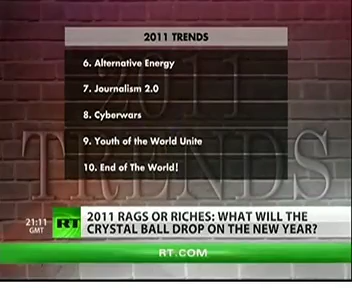 2011 TRENDS
6. Alternative Energy
7. Journalism 2.0
8. Cyberwars
9. Youth of the World Unite
10. End of The World!
2011
TRENDS
21:11
GMT
RT
2011 RAGS OR RICHES: WHAT WILL THE
CRYSTAL BALL DROP ON THE NEW YEAR?
RT.COM